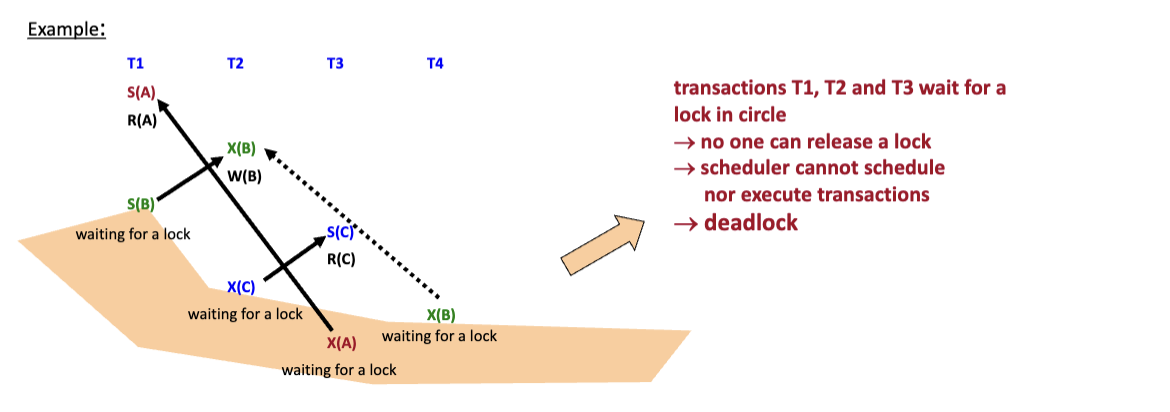 Example:
T1 T2 T3 T4
S(A)
R(A)
X(B)
W(B)
S(B)
waiting for a lock
S(C)
R(C)
X(C)
waiting for a lock
X(B)
waiting for a lock
X(A)
waiting for a lock
transactions T1, T2 and T3 wait for a
lock in circle
→ no one can release a lock
→ scheduler cannot schedule
nor execute transactions
→ deadlock